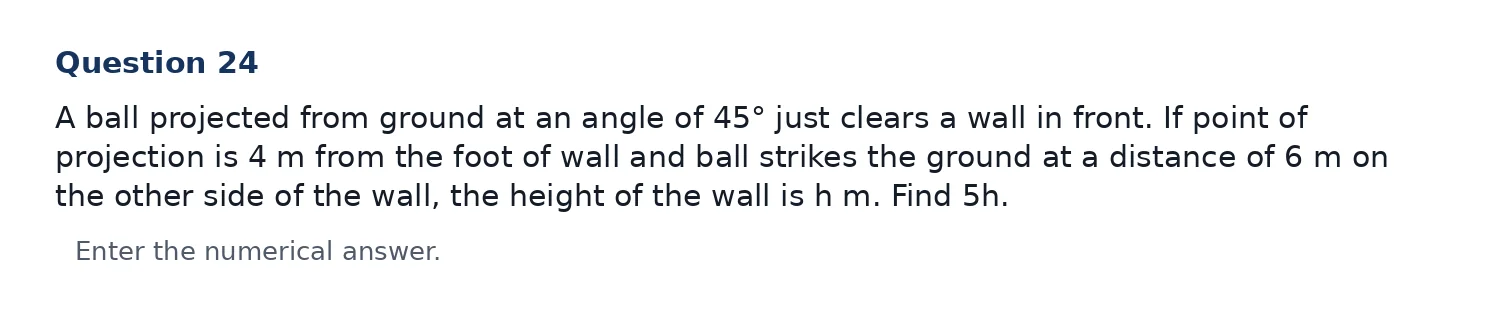 Question 24
A ball projected from ground at an angle of 45° just clears a wall in front. If point of
projection is 4 m from the foot of wall and ball strikes the ground at a distance of 6 m on
the other side of the wall, the height of the wall is h m. Find 5h.
Enter the numerical answer.